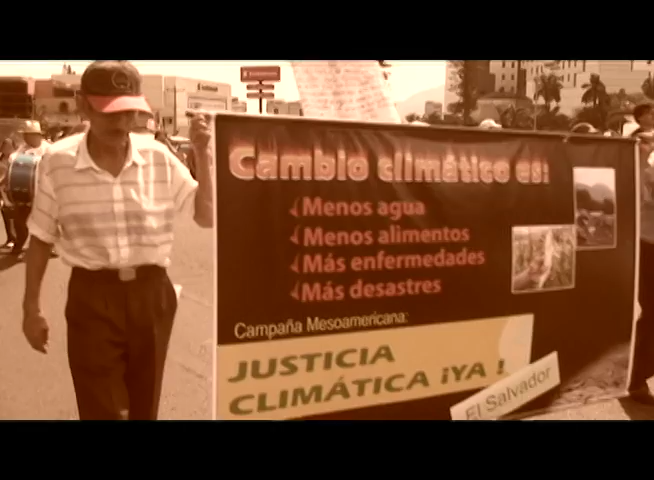 Cambio climático es:
Menos agua
Menos alimentos
Más enfermedades
Más desastres
Campaña Mesoamericana:
JUSTICIA
CLIMÁTICA ¡YA !
El Salvador